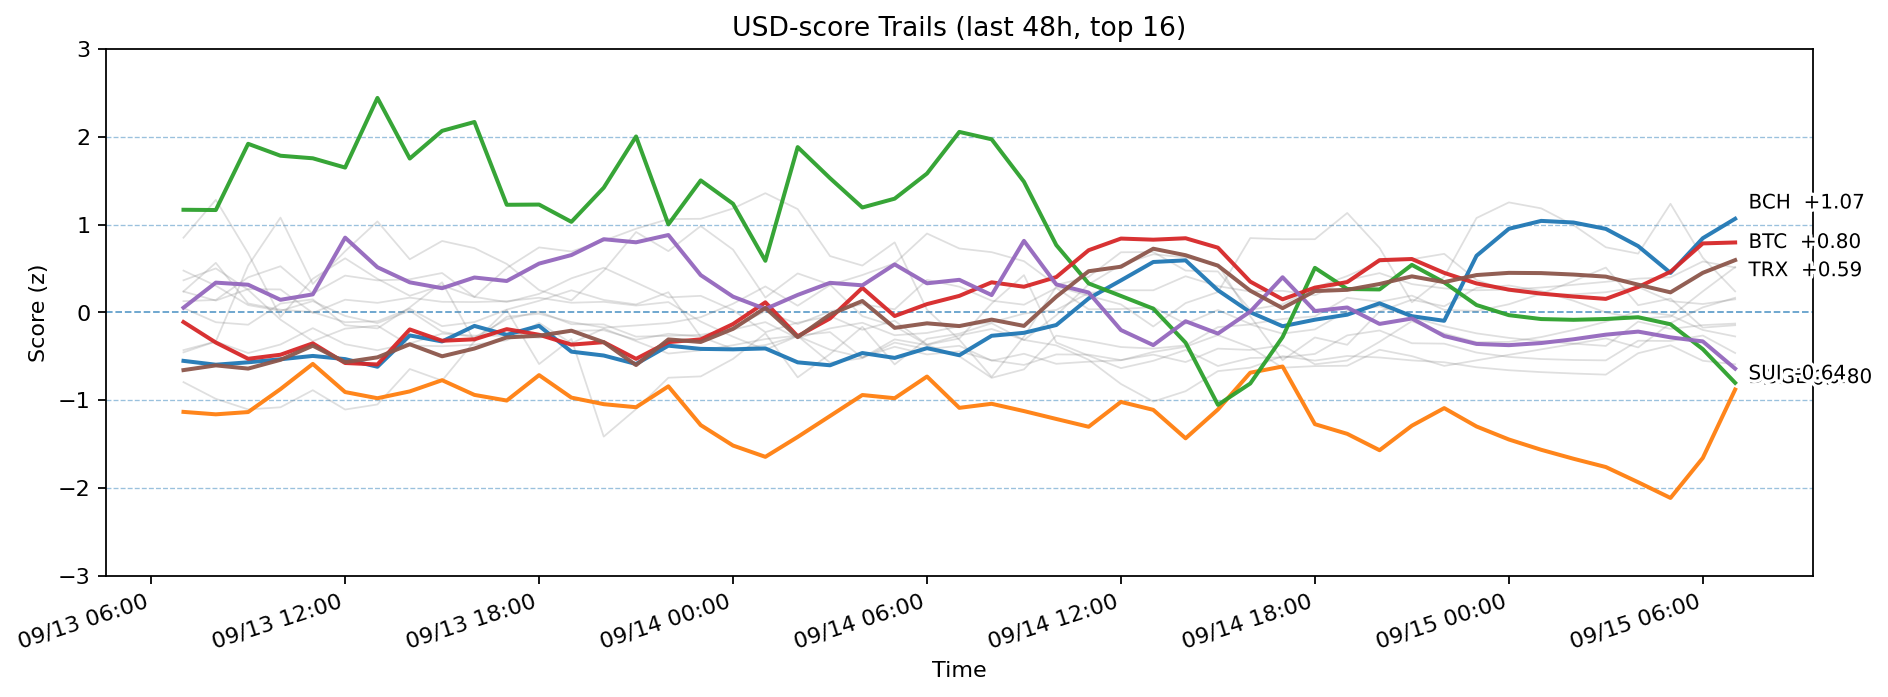 USD-score Trails (last 48h, top 16)
3
2
1
0
−1
−2
−3
Score (z)
BCH +1.07
BTC +0.80
TRX +0.59
SUI -0.64
09/13 06:00
09/13 12:00
09/13 18:00
09/14 00:00
09/14 06:00
09/14 12:00
09/14 18:00
09/15 00:00
09/15 06:00
Time